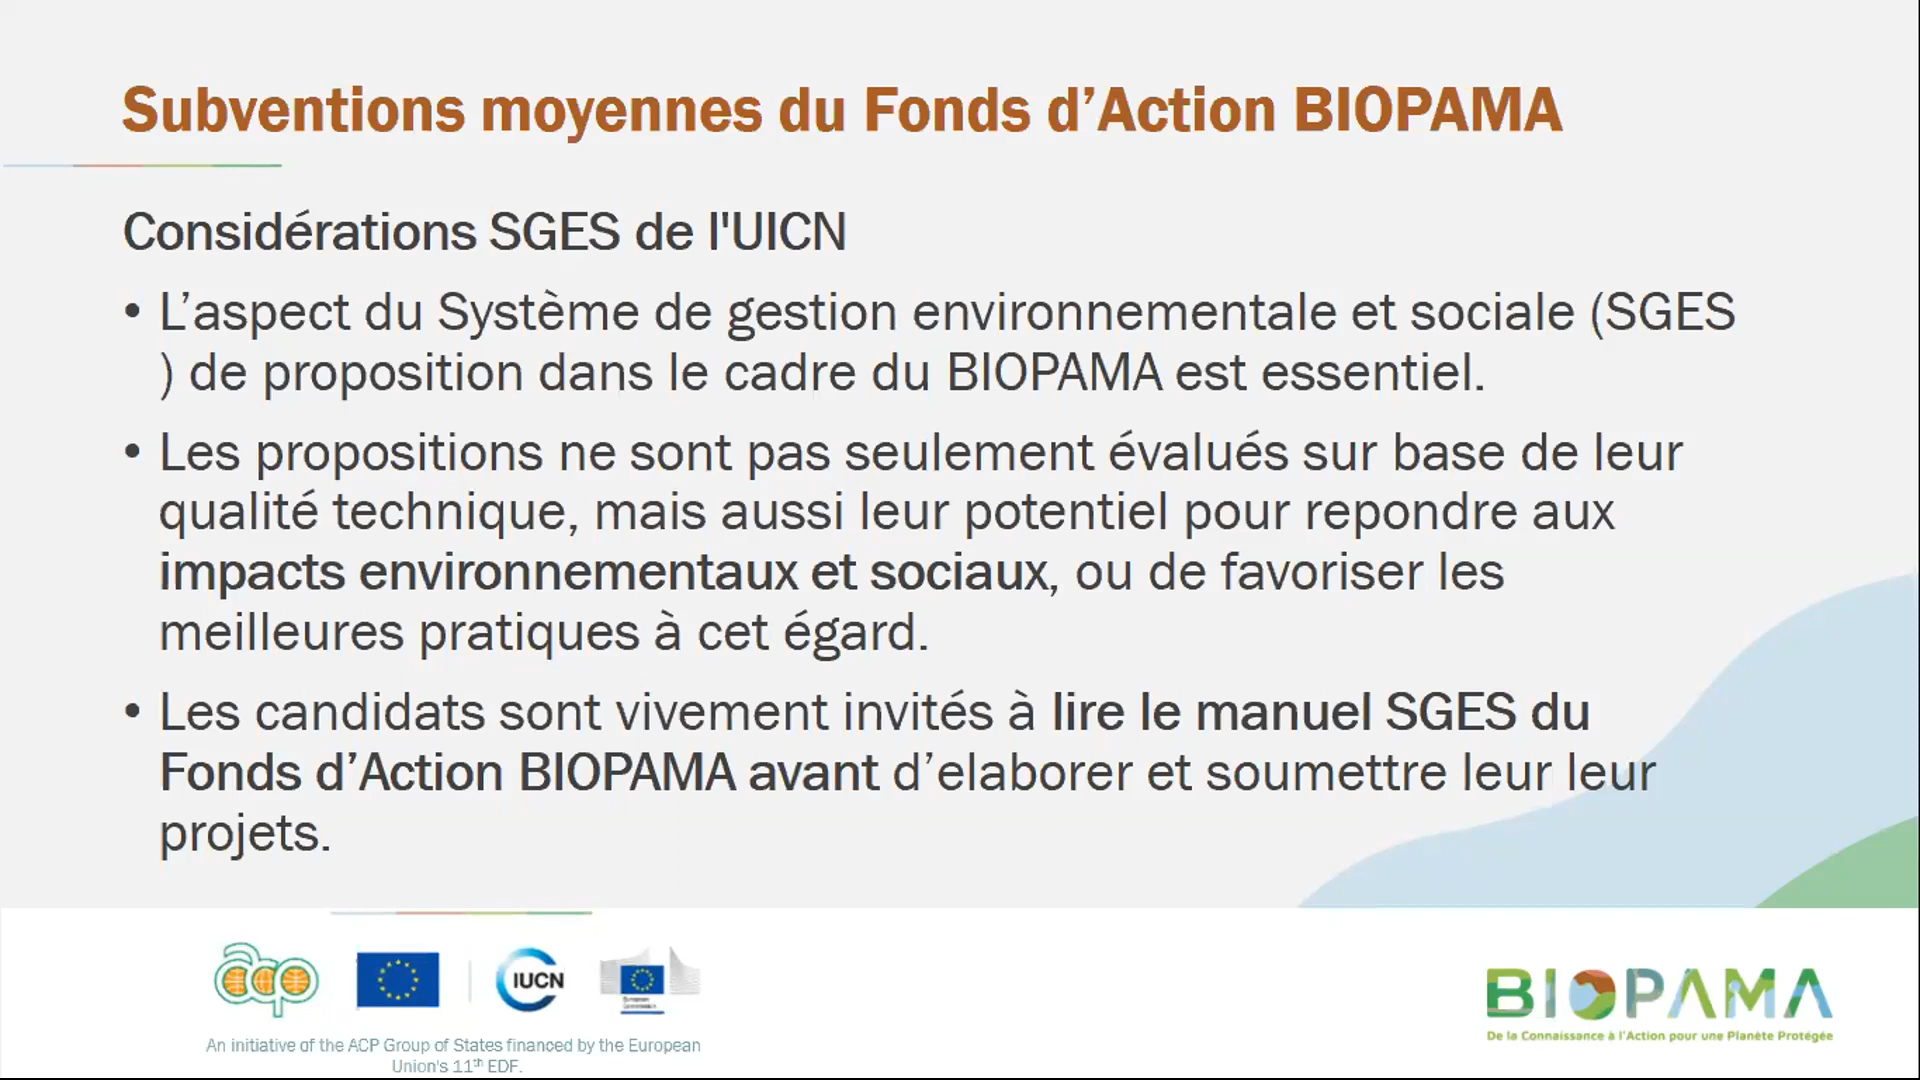 Subventions moyennes du Fonds d’Action BIOPAMA
Considérations SGES de l'UICN
• L’aspect du Système de gestion environnementale et sociale (SGES
) de proposition dans le cadre du BIOPAMA est essentiel.
• Les propositions ne sont pas seulement évalués sur base de leur
qualité technique, mais aussi leur potentiel pour repondre aux
impacts environnementaux et sociaux, ou de favoriser les
meilleures pratiques à cet égard.
• Les candidats sont vivement invités à lire le manuel SGES du
Fonds d’Action BIOPAMA avant d’elaborer et soumettre leur leur
projets.
acp
IUCN
European
Commission
An initiative of the ACP Group of States financed by the European
Union's 11th EDF.
BIOPAMA
De la Connaissance à l'Action pour une Planète Protégée